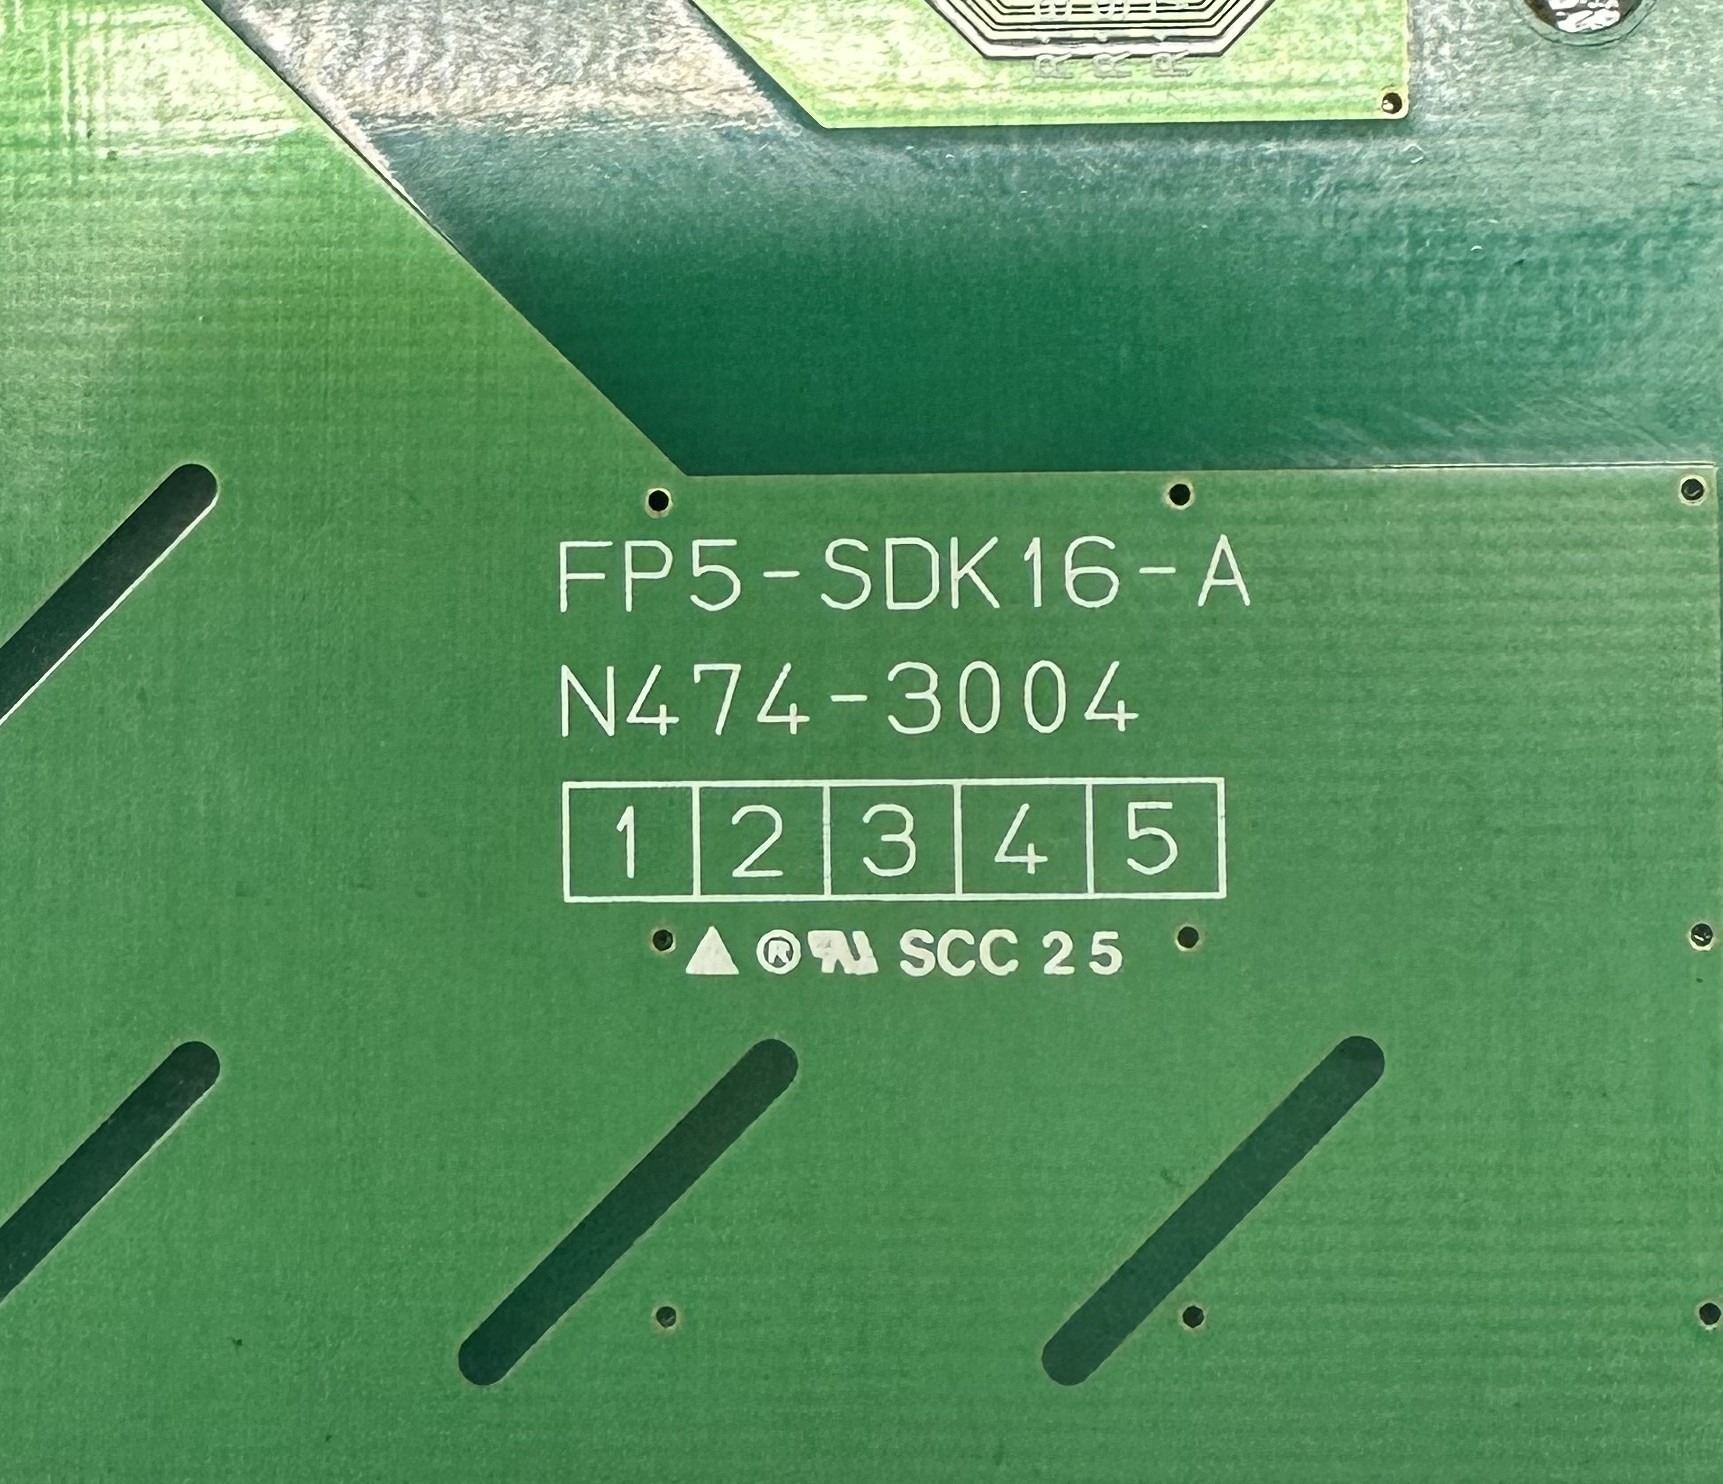 FP5-SDK16-A
N474-3004
1 2 3 4 5
▲ ® SCC 25